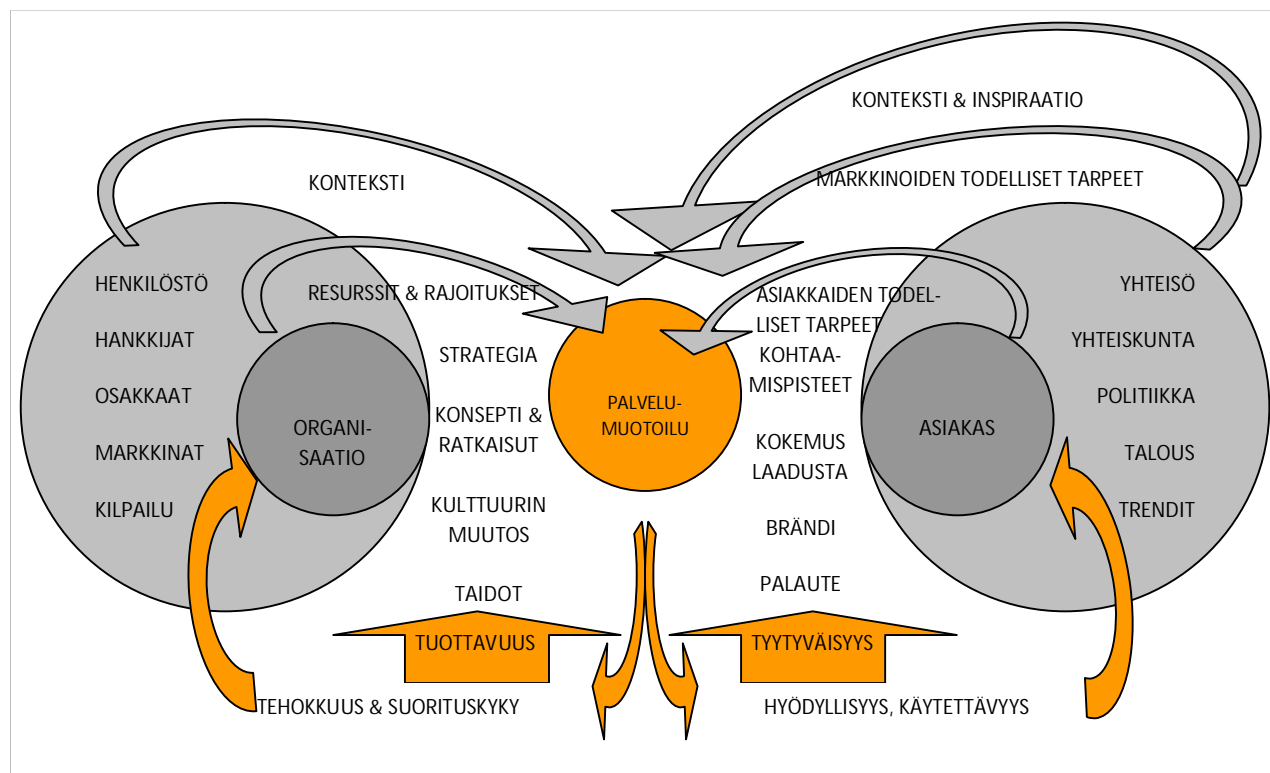 KONTEKSTI & INSPIRAATIO
KONTEKSTI
MARKKINOIDEN TODELLISET TARPEET
HENKILÖSTÖ
HANKKIJAT
OSAKKAAT
MARKKINAT
KILPAILU
ORGANI-
SAATIO
RESURSSIT & RAJOITUKSET
STRATEGIA
KONSEPTI &
RATKAISUT
KULTTUURIN
MUUTOS
TAIDOT
PALVELU-
MUOTOILU
ASIAKKAIDEN TODEL-
LISET TARPEET
KOHTAA-
MISPISTEET
KOKEMUS
LAADUSTA
BRÄNDI
PALAUTE
ASIAKAS
YHTEISÖ
YHTEISKUNTA
POLITIIKKA
TALOUS
TRENDIT
TUOTTAVUUS
TYYTYVÄISYYS
TEHOKKUUS & SUORITUSKYKY
HYÖDYLLISYYS, KÄYTETTÄVYYS